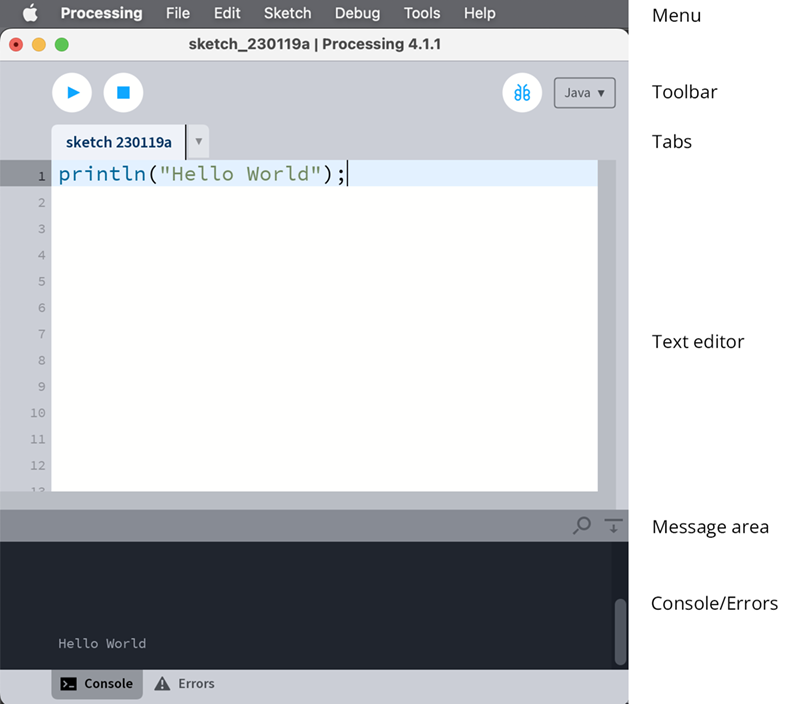 Processing File Edit Sketch Debug Tools Help
Menu
sketch_230119a | Processing 4.1.1
Java ▼
Toolbar
sketch 230119a ▼
Tabs
1 println("Hello World");
2
3
4
5
6
7
Text editor
8
9
10
11
12
13
Message area
Console/Errors
Hello World
Console Errors